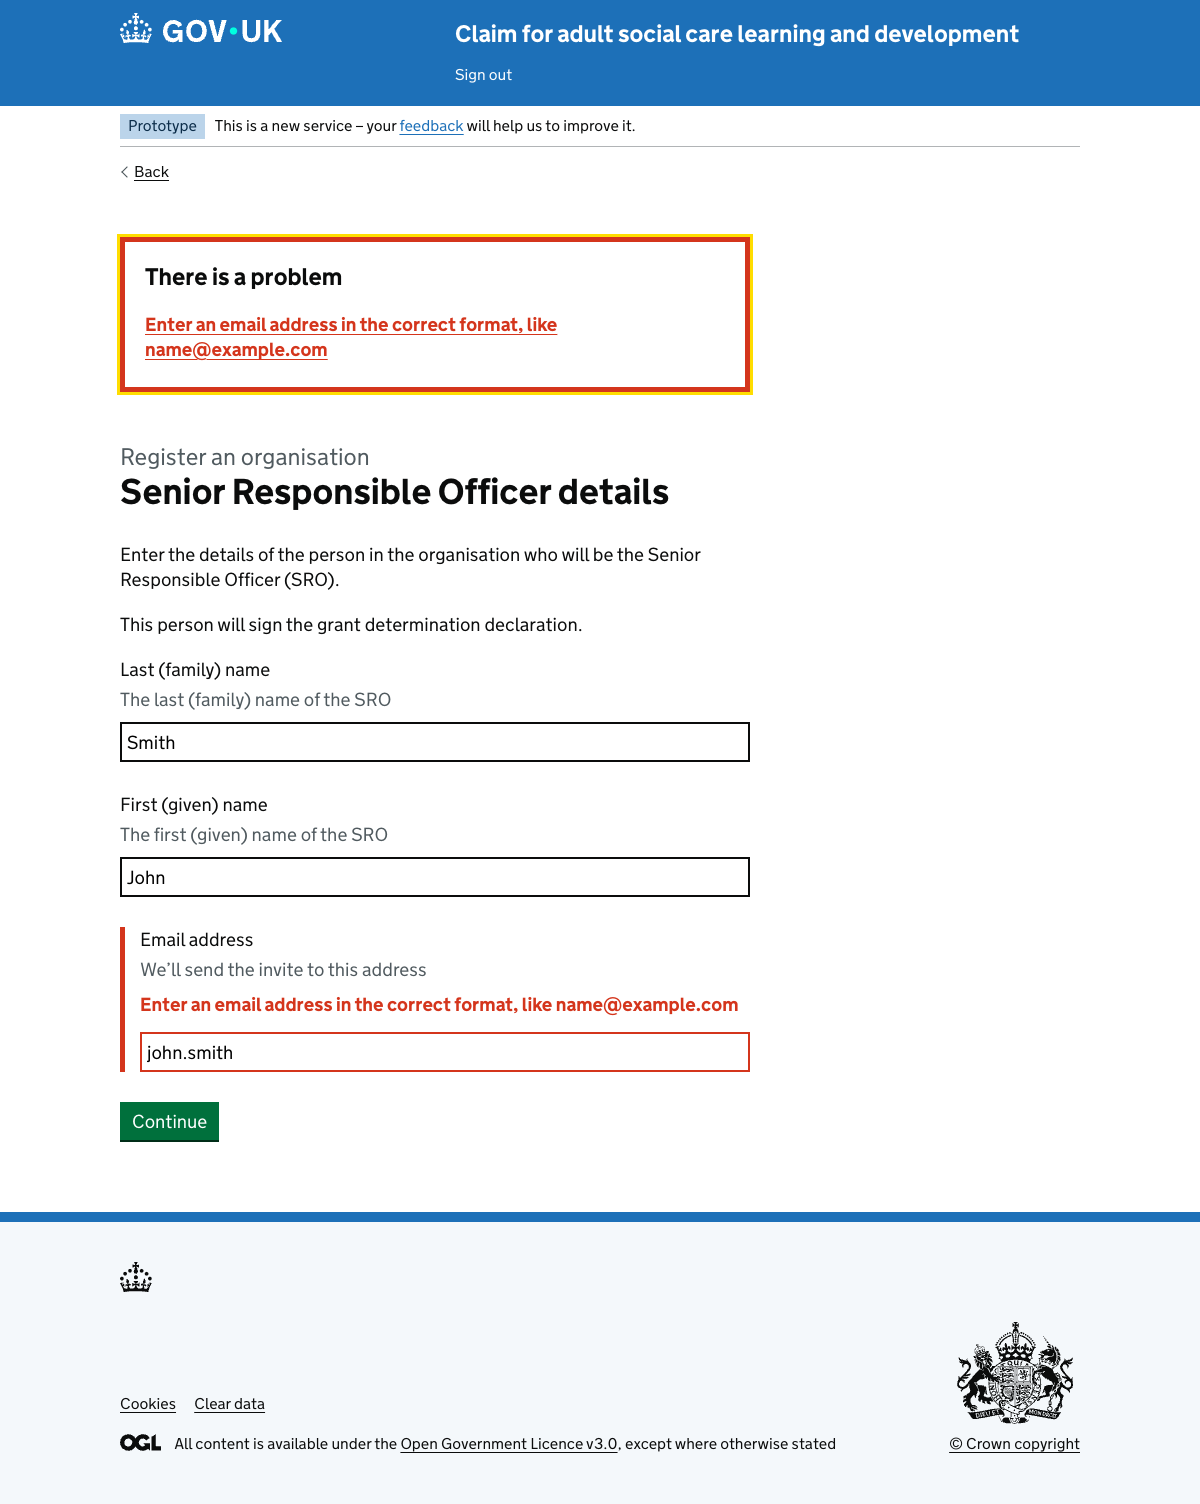 GOV·UK
Claim for adult social care learning and development
Sign out
Prototype This is a new service – your feedback will help us to improve it.
Back
There is a problem
Enter an email address in the correct format, like
name@example.com
Register an organisation
Senior Responsible Officer details
Enter the details of the person in the organisation who will be the Senior
Responsible Officer (SRO).
This person will sign the grant determination declaration.
Last (family) name
The last (family) name of the SRO
Smith
First (given) name
The first (given) name of the SRO
John
Email address
We’ll send the invite to this address
Enter an email address in the correct format, like name@example.com
john.smith
Continue
Cookies Clear data
OGL All content is available under the Open Government Licence v3.0, except where otherwise stated
© Crown copyright